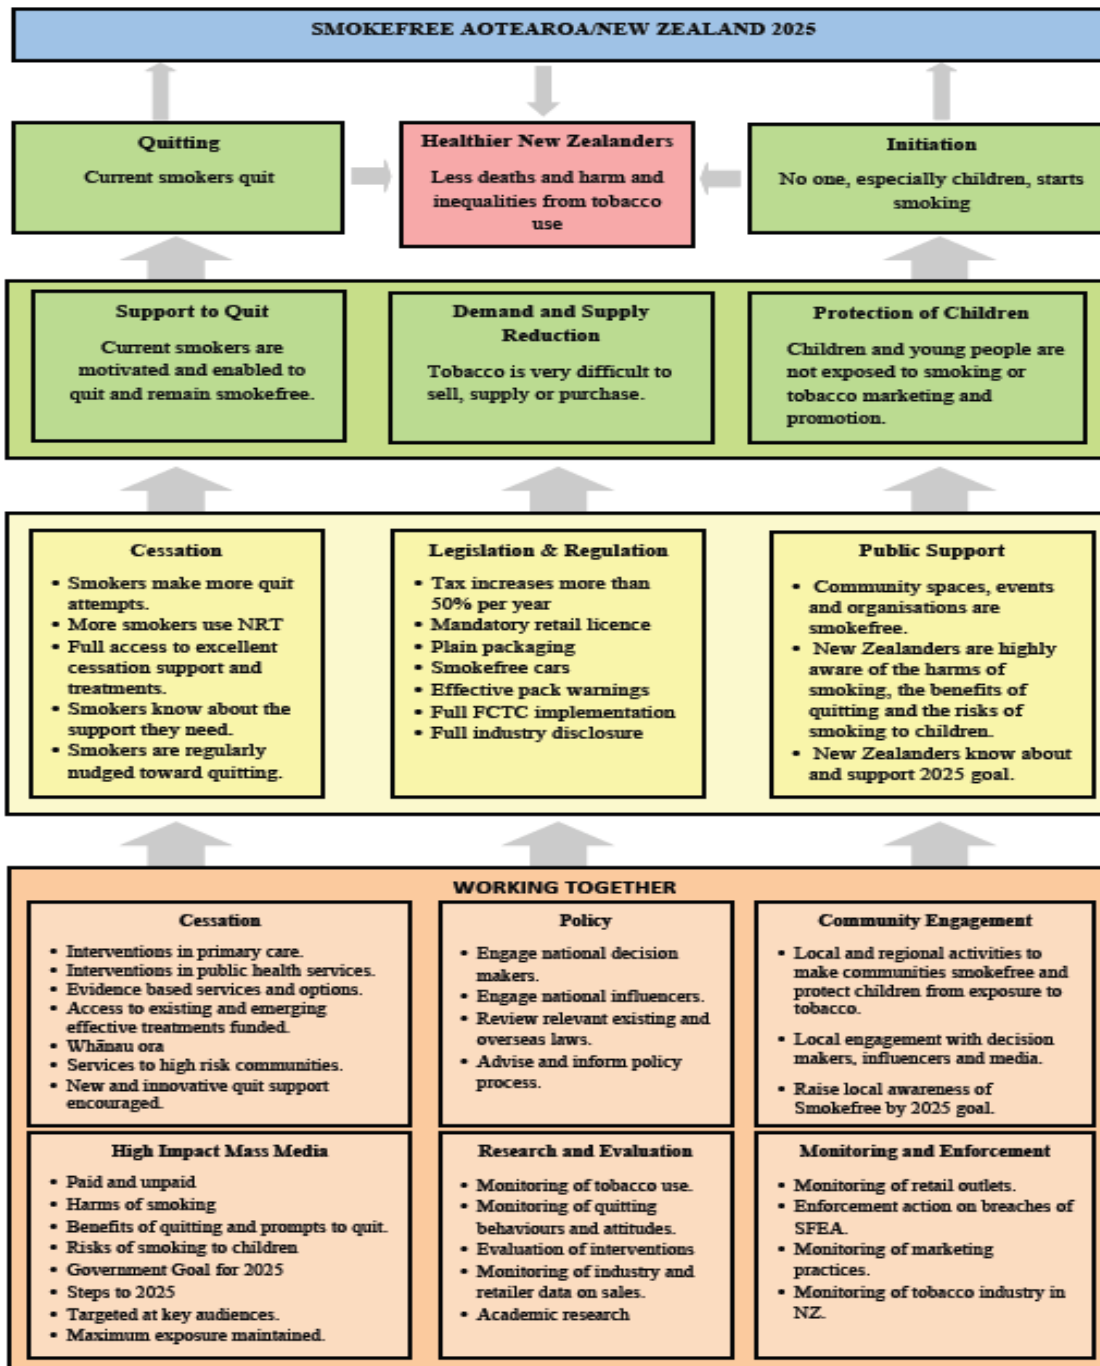 SMOKEFREE AOTEAROA/NEW ZEALAND 2025
Quitting
Current smokers quit
Healthier New Zealanders
Less deaths and harm and
inequalities from tobacco
use
Initiation
No one, especially children, starts
smoking
Support to Quit
Current smokers are
motivated and enabled to
quit and remain smokefree.
Demand and Supply
Reduction
Tobacco is very difficult to
sell, supply or purchase.
Protection of Children
Children and young people are
not exposed to smoking or
tobacco marketing and
promotion.
Cessation
• Smokers make more quit
attempts.
• More smokers use NRT
• Full access to excellent
cessation support and
treatments.
• Smokers know about the
support they need.
• Smokers are regularly
nudged toward quitting.
Legislation & Regulation
• Tax increases more than
50% per year
• Mandatory retail licence
• Plain packaging
• Smokefree cars
• Effective pack warnings
• Full FCTC implementation
• Full industry disclosure
Public Support
• Community spaces, events
and organisations are
smokefree.
• New Zealanders are highly
aware of the harms of
smoking, the benefits of
quitting and the risks of
smoking to children.
• New Zealanders know about
and support 2025 goal.
WORKING TOGETHER
Cessation
• Interventions in primary care.
• Interventions in public health services.
• Evidence based services and options.
• Access to existing and emerging
effective treatments funded.
• Whānau ora
• Services to high risk communities.
• New and innovative quit support
encouraged.
Policy
• Engage national decision
makers.
• Engage national influencers.
• Review relevant existing and
overseas laws.
• Advise and inform policy
process.
Community Engagement
• Local and regional activities to
make communities smokefree and
protect children from exposure to
tobacco.
• Local engagement with decision
makers, influencers and media.
• Raise local awareness of
Smokefree by 2025 goal.
High Impact Mass Media
• Paid and unpaid
• Harms of smoking
• Benefits of quitting and prompts to quit.
• Risks of smoking to children
• Government Goal for 2025
• Steps to 2025
• Targeted at key audiences.
• Maximum exposure maintained.
Research and Evaluation
• Monitoring of tobacco use.
• Monitoring of quitting
behaviours and attitudes.
• Evaluation of interventions
• Monitoring of industry and
retailer data on sales.
• Academic research
Monitoring and Enforcement
• Monitoring of retail outlets.
• Enforcement action on breaches of
SFEA.
• Monitoring of marketing
practices.
• Monitoring of tobacco industry in
NZ.